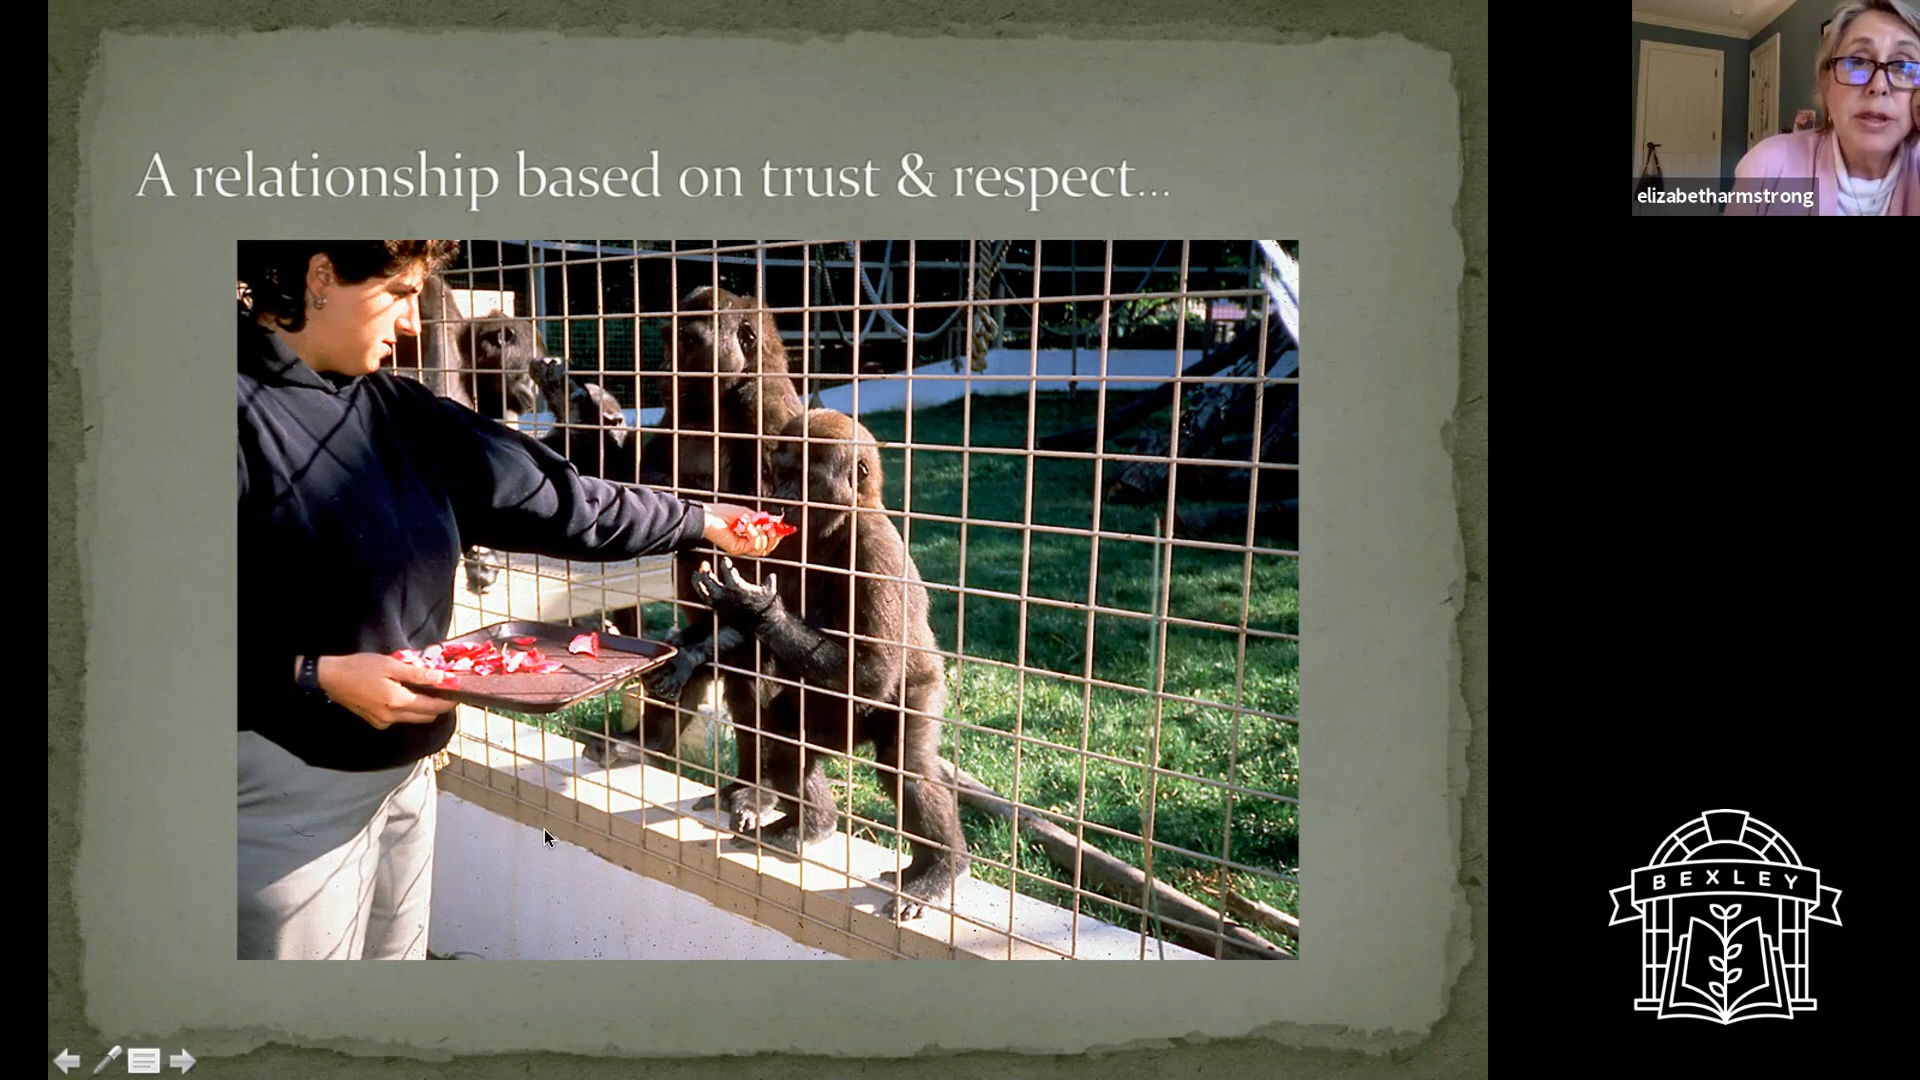 A relationship based on trust & respect...
elizabetharmstrong
BEXLEY